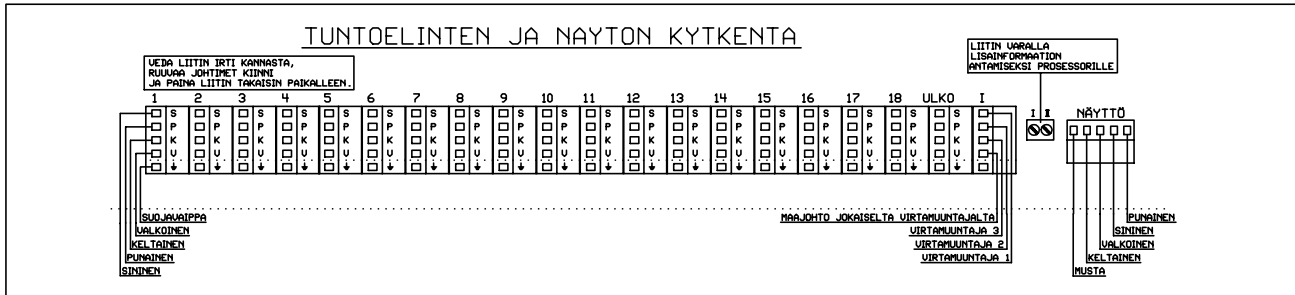 TUNTOELINTEN JA NAYTON KYTKENTA
VEDA LIITIN IRTI KANNASTA,
RUUVAA JOHTIMET KIINNI
JA PAINA LIITIN TAKAISIN PAIKALLEEN.
LIITIN VARALLA
LISAINFORMAATION
ANTAMISEKSI PROSESSORILLE
1 2 3 4 5 6 7 8 9 10 11 12 13 14 15 16 17 18 ULKO I
I II
NÄYTTÖ
S S S S S S S S S S S S S S S S S S S
P P P P P P P P P P P P P P P P P P P
K K K K K K K K K K K K K K K K K K K
V V V V V V V V V V V V V V V V V V V
SUOJAVAIPPA
VALKOINEN
KELTAINEN
PUNAINEN
SININEN
MAAJOHTO JOKAISELTA VIRTAMUUNTAJALTA
VIRTAMUUNTAJA 3
VIRTAMUUNTAJA 2
VIRTAMUUNTAJA 1
PUNAINEN
SININEN
VALKOINEN
KELTAINEN
MUSTA